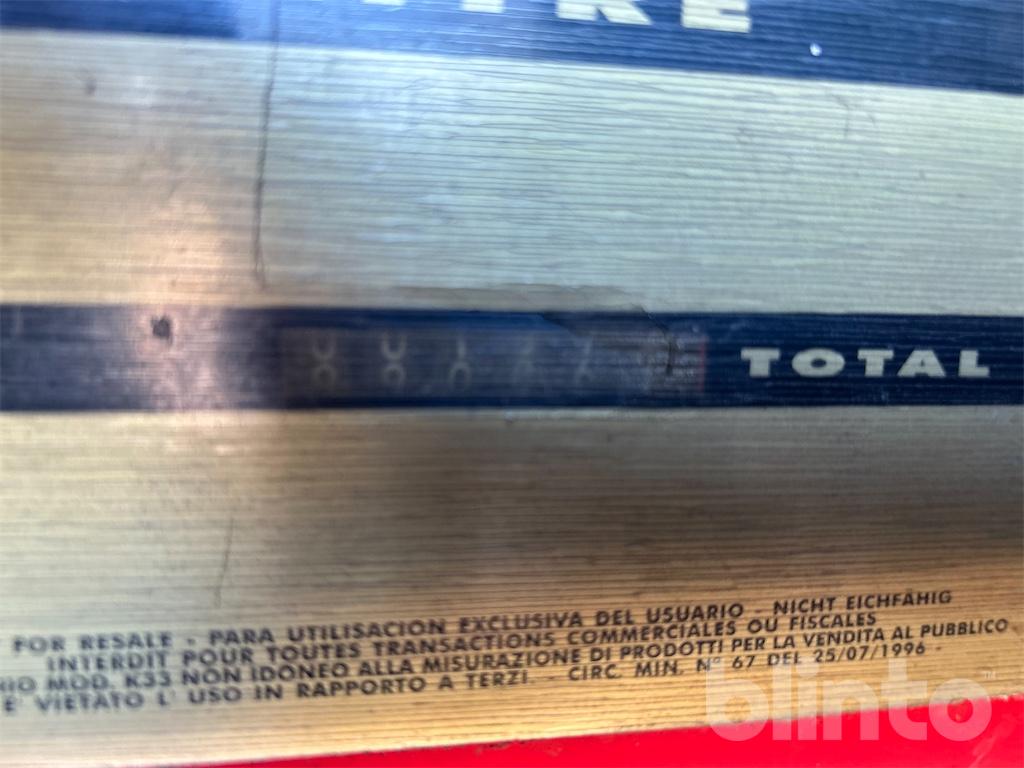 TOTAL
FOR RESALE - PARA UTILISACION EXCLUSIVA DEL USUARIO - NICHT EICHFÄHIG
INTERDIT POUR TOUTES TRANSACTIONS COMMERCIALES OU FISCALES
MOD. K33 NON IDONEO ALLA MISURAZIONE DI PRODOTTI PER LA VENDITA AL PUBBLICO
E' VIETATO L' USO IN RAPPORTO A TERZI. - CIRC. MIN. N° 67 DEL 25/07/1996 -
blinto